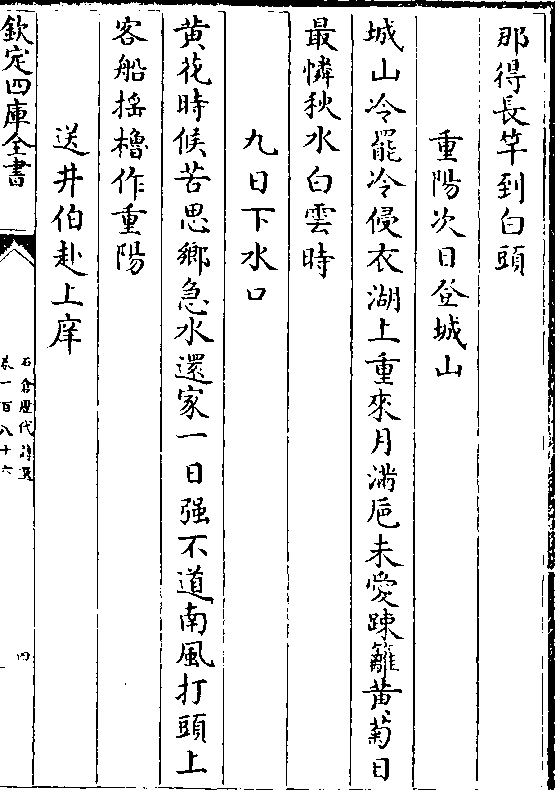 那得長竿到白頭
重陽次日登城山
城山冷罷冷侵衣湖上重來月滿巵未愛踈籬黄菊日
最憐秋水白雲時
九日下水口
黄花時候苦思鄉急水還家一日强不道南風打頭上
客船揺櫓作重陽
送井伯赴上庠
欽定四庫全書
石倉歴代詩選
卷一百八十六
四